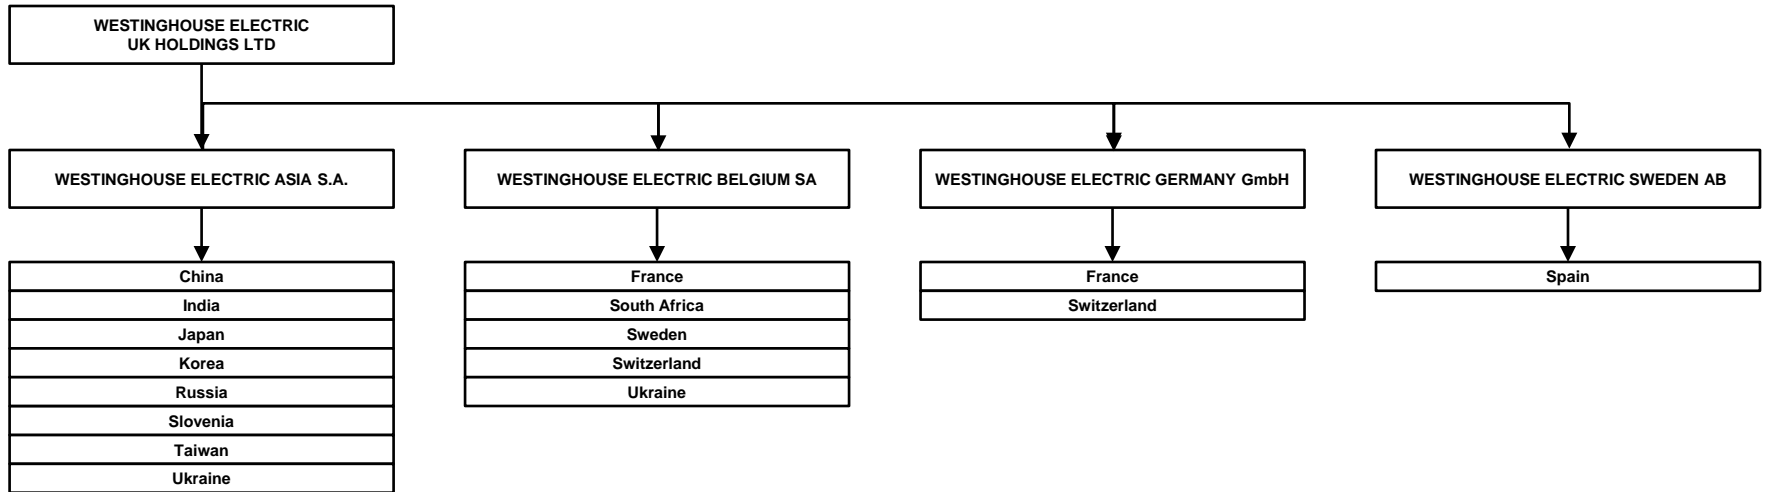 WESTINGHOUSE ELECTRIC
UK HOLDINGS LTD
WESTINGHOUSE ELECTRIC ASIA S.A.
WESTINGHOUSE ELECTRIC BELGIUM SA
WESTINGHOUSE ELECTRIC GERMANY GmbH
WESTINGHOUSE ELECTRIC SWEDEN AB
China
India
Japan
Korea
Russia
Slovenia
Taiwan
Ukraine
France
South Africa
Sweden
Switzerland
Ukraine
France
Switzerland
Spain